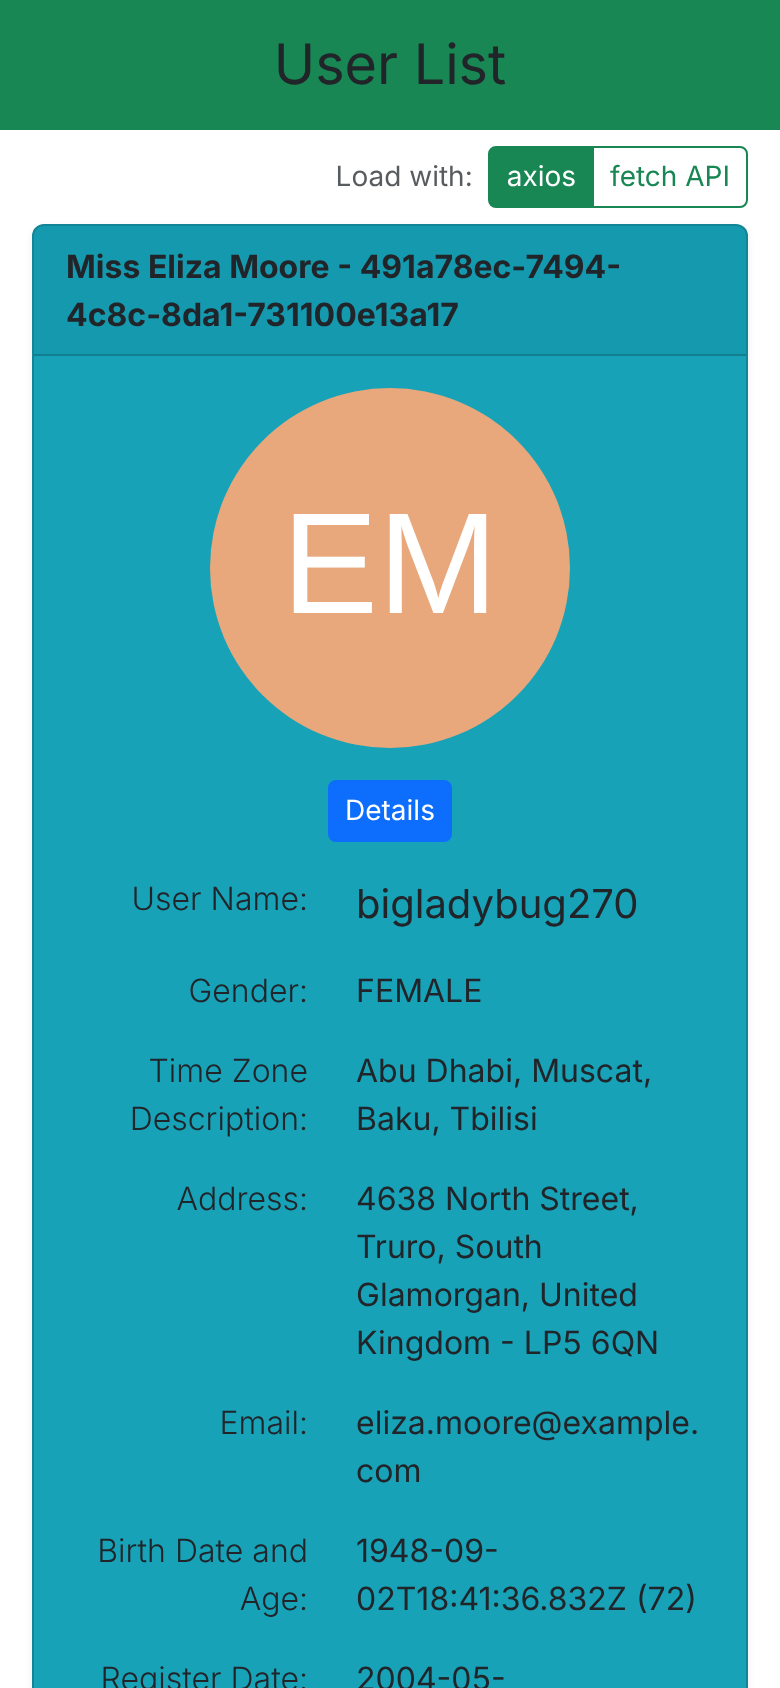 User List
Load with: axios fetch API
Miss Eliza Moore - 491a78ec-7494-
4c8c-8da1-731100e13a17
EM
Details
User Name: bigladybug270
Gender: FEMALE
Time Zone Abu Dhabi, Muscat,
Description: Baku, Tbilisi
Address: 4638 North Street,
Truro, South
Glamorgan, United
Kingdom - LP5 6QN
Email: eliza.moore@example.
com
Birth Date and 1948-09-
Age: 02T18:41:36.832Z (72)
Register Date: 2004-05-